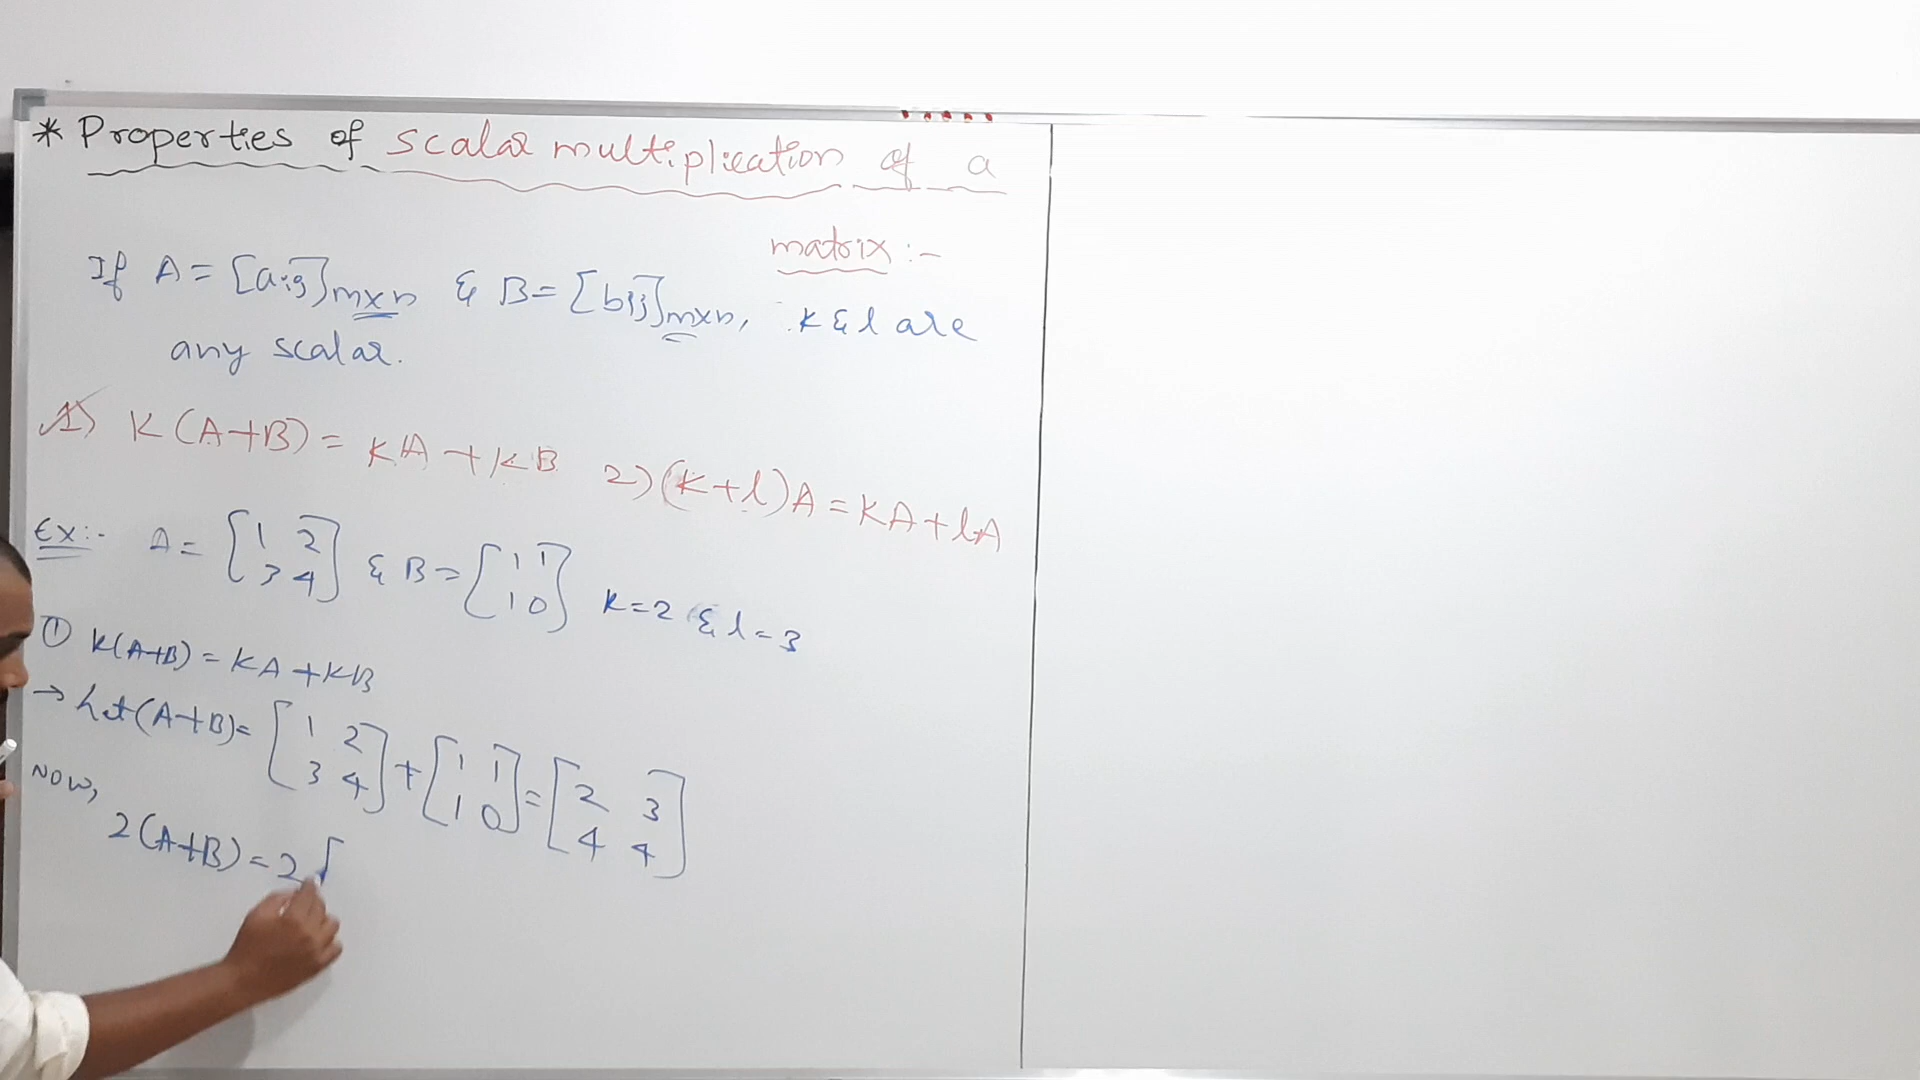 * Properties of scalar multiplication of a
matrix :-
If A = [aij]m×n & B = [bij]m×n, K & l are
any scalar.
1) K(A+B) = KA + KB 2) (K+l)A = KA + lA
Ex:- A = [1 2 & B = [1 1 K=2 & l=3
3 4] 1 0]
① K(A+B) = KA + KB
→ Let (A+B) = [1 2 + [1 1 = [2 3
3 4] 1 0] 4 4]
Now,
2(A+B) = 2 [